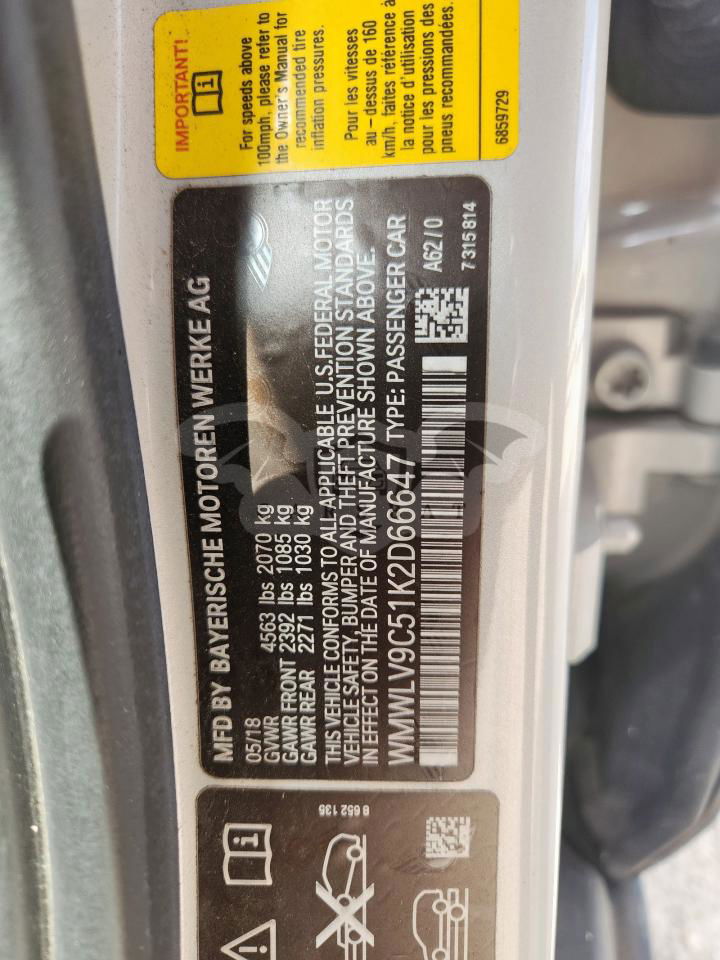 IMPORTANT!
For speeds above
100mph, please refer to
the Owner's Manual for
recommended tire
inflation pressures.
Pour les vitesses
au - dessus de 160
km/h, faites référence à
la notice d'utilisation
pour les pressions des
pneus recommandées.
6859729
MFD BY BAYERISCHE MOTOREN WERKE AG
05/18
GVWR 4563 lbs 2070 kg
GAWR FRONT 2392 lbs 1085 kg
GAWR REAR 2271 lbs 1030 kg
THIS VEHICLE CONFORMS TO ALL APPLICABLE U.S.FEDERAL MOTOR
VEHICLE SAFETY, BUMPER AND THEFT PREVENTION STANDARDS
IN EFFECT ON THE DATE OF MANUFACTURE SHOWN ABOVE.
WMWLV9C51K2D66647 TYPE: PASSENGER CAR
A62/0
7 315 814
8 652 135